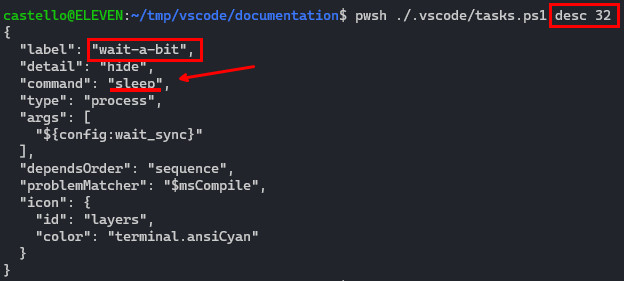 castello@ELEVEN:~/tmp/vscode/documentation$ pwsh ./.vscode/tasks.ps1 desc 32
{
  "label": "wait-a-bit",
  "detail": "hide",
  "command": "sleep",
  "type": "process",
  "args": [
    "${config:wait_sync}"
  ],
  "dependsOrder": "sequence",
  "problemMatcher": "$msCompile",
  "icon": {
    "id": "layers",
    "color": "terminal.ansiCyan"
  }
}